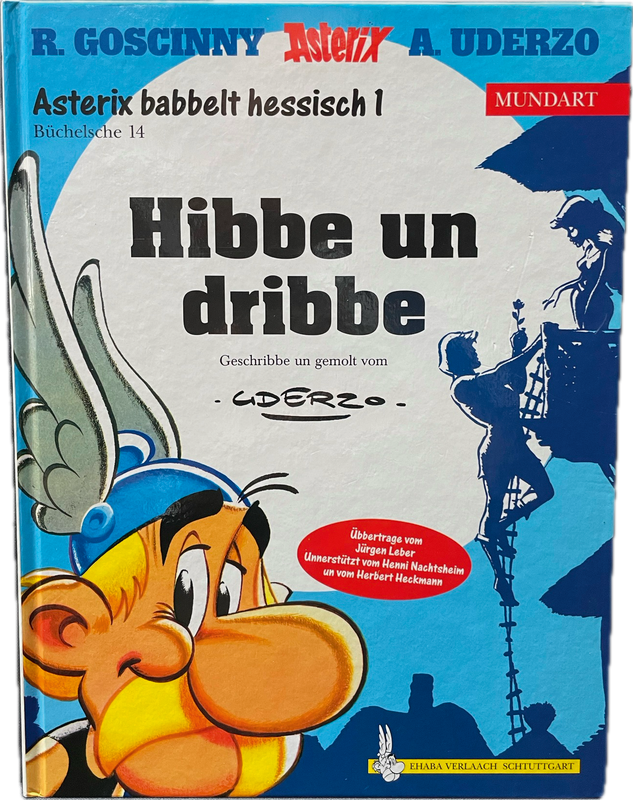 R. GOSCINNY Asterix A. UDERZO
Asterix babbelt hessisch 1
MUNDART
Büchelsche 14
Hibbe un
dribbe
Geschribbe un gemolt vom
· UDERZO ·
Übbertrage vom
Jürgen Leber
Unnerstützt vom Henni Nachtsheim
un vom Herbert Heckmann
EHABA VERLAACH SCHTUTTGART